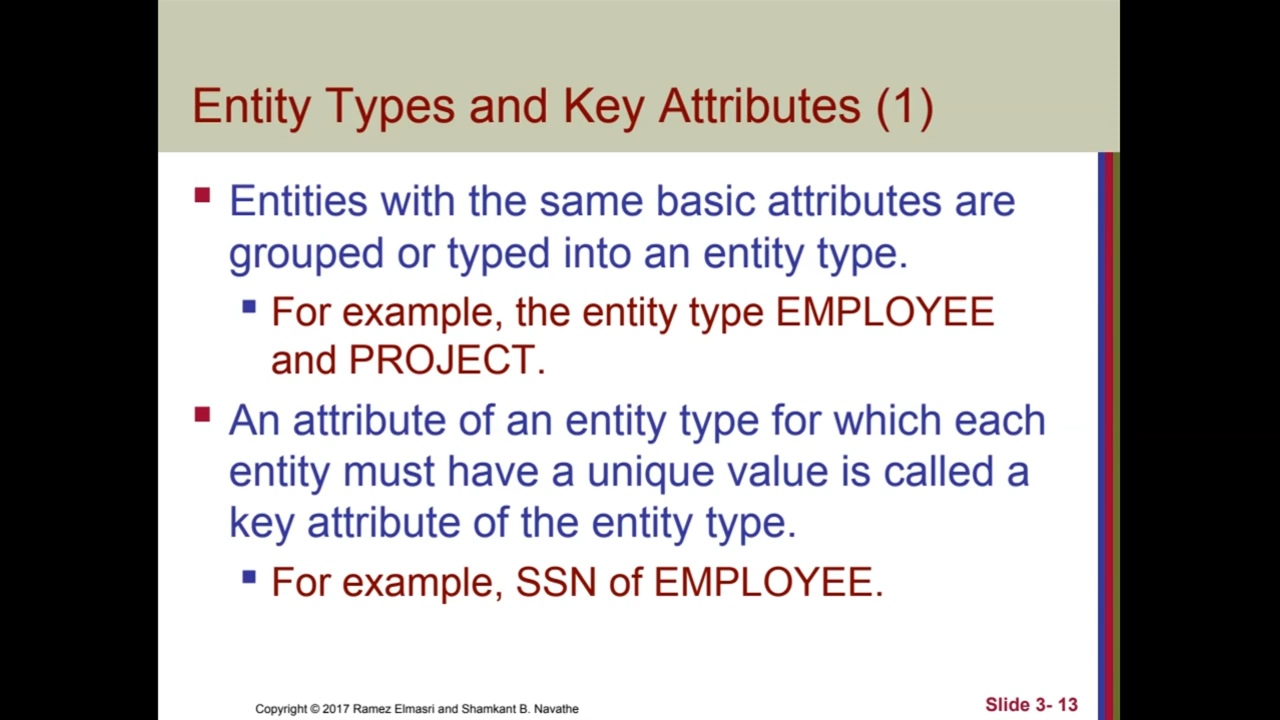 Entity Types and Key Attributes (1)
Entities with the same basic attributes are
grouped or typed into an entity type.
For example, the entity type EMPLOYEE
and PROJECT.
An attribute of an entity type for which each
entity must have a unique value is called a
key attribute of the entity type.
For example, SSN of EMPLOYEE.
Copyright © 2017 Ramez Elmasri and Shamkant B. Navathe
Slide 3- 13